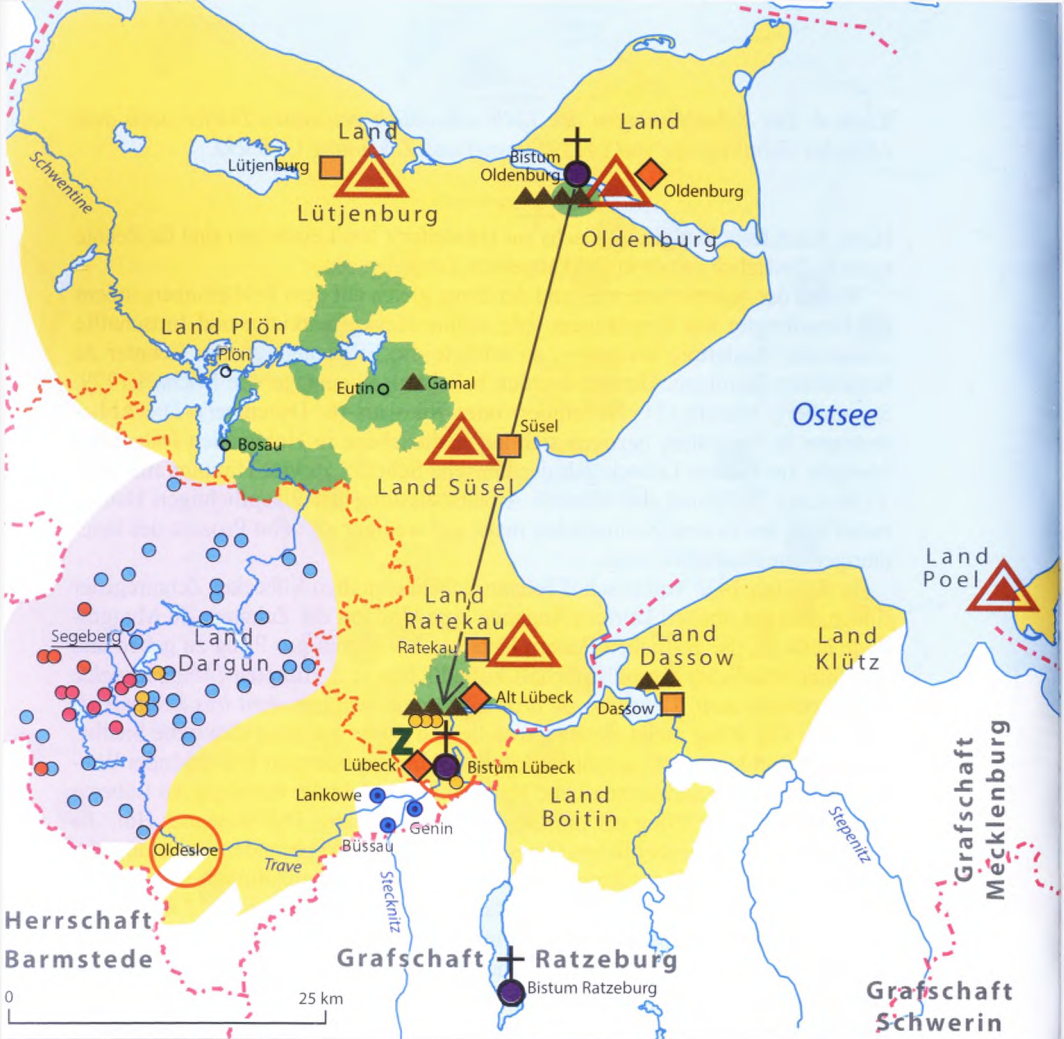 Land
Lütjenburg
Lütjenburg
Land
Bistum
Oldenburg
Oldenburg
Oldenburg
Schwentine
Land Plön
Plön
Eutin
Gamal
Bosau
Süsel
Land Süsel
Ostsee
Land
Poel
Land
Ratekau
Ratekau
Land
Dassow
Dassow
Land
Klütz
Segeberg
Land
Dargun
Alt Lübeck
Z
Lübeck
Bistum Lübeck
Lankowe
Genin
Büssau
Land
Boitin
Oldesloe
Trave
Stecknitz
Stepenitz
Grafschaft
Mecklenburg
Herrschaft
Barmstede
Grafschaft Ratzeburg
Bistum Ratzeburg
Grafschaft
Schwerin
0 25 km